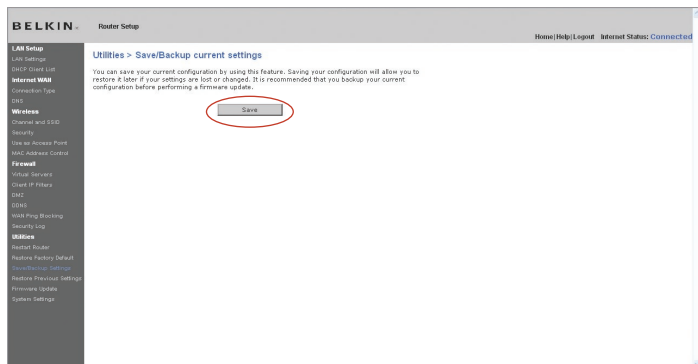 BELKIN®
Router Setup
Home|Help|Logout Internet Status: Connected
LAN Setup
LAN Settings
DHCP Client List
Internet WAN
Connection Type
DNS
Wireless
Channel and SSID
Security
Use as Access Point
MAC Address Control
Firewall
Virtual Servers
Client IP Filters
DMZ
DDNS
WAN Ping Blocking
Security Log
Utilities
Restart Router
Restore Factory Default
Save/Backup Settings
Restore Previous Settings
Firmware Update
System Settings
Utilities > Save/Backup current settings
You can save your current configuration by using this feature. Saving your configuration will allow you to
restore it later if your settings are lost or changed. It is recommended that you backup your current
configuration before performing a firmware update.
Save